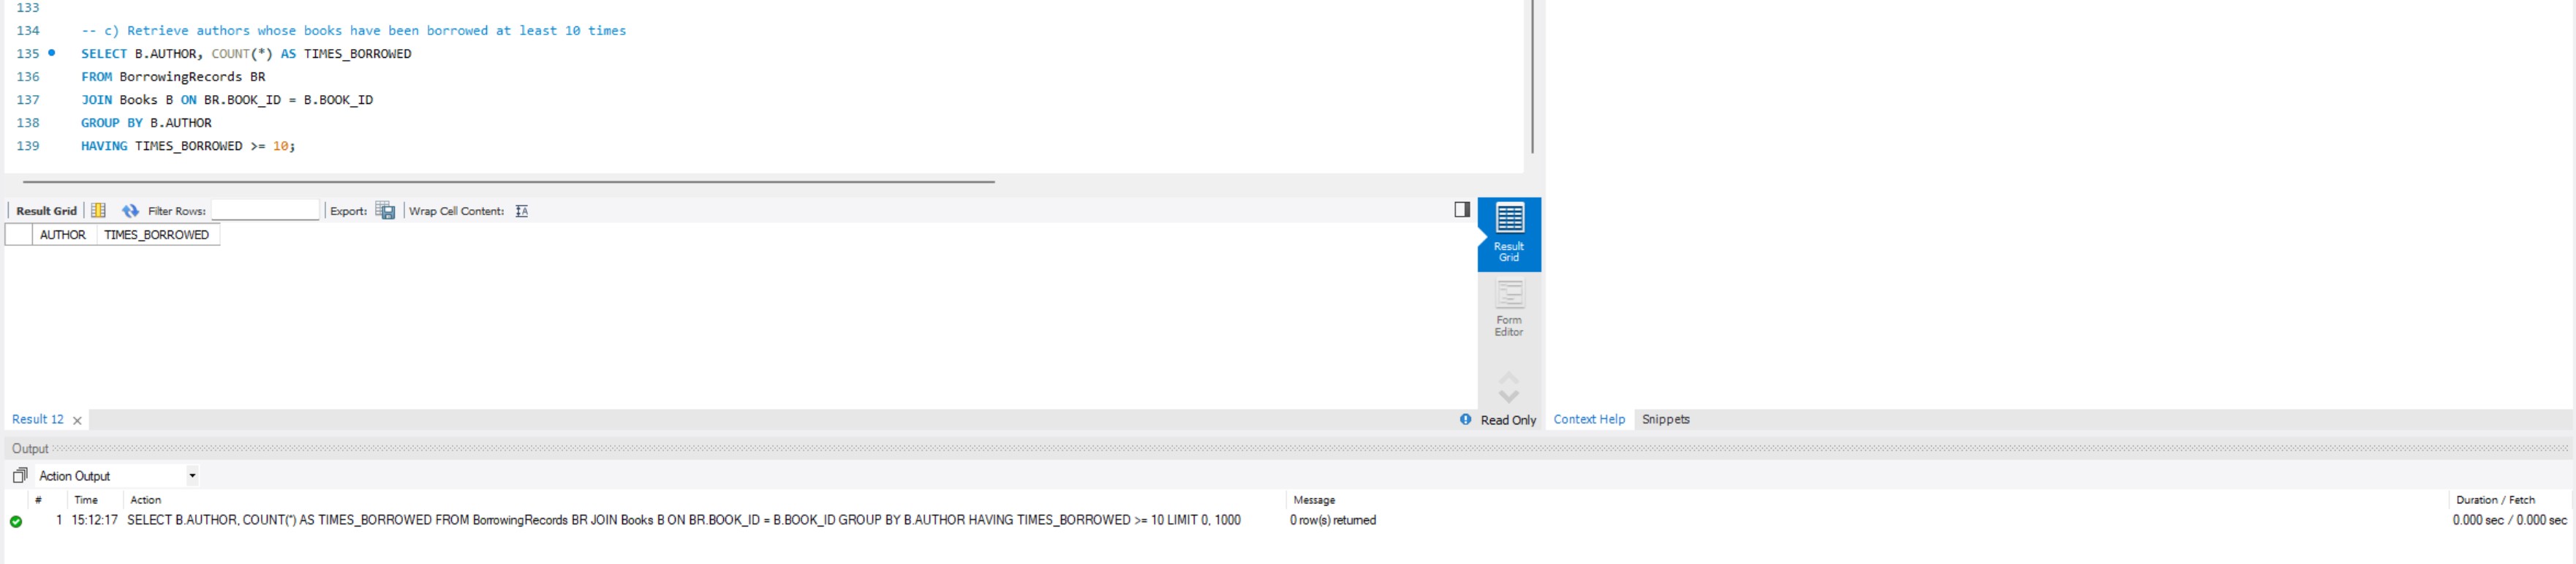 133
134 -- c) Retrieve authors whose books have been borrowed at least 10 times
135 SELECT B.AUTHOR, COUNT(*) AS TIMES_BORROWED
136 FROM BorrowingRecords BR
137 JOIN Books B ON BR.BOOK_ID = B.BOOK_ID
138 GROUP BY B.AUTHOR
139 HAVING TIMES_BORROWED >= 10;
Result Grid Filter Rows: Export: Wrap Cell Content:
AUTHOR TIMES_BORROWED
Result
Grid
Form
Editor
Result 12 Read Only Context Help Snippets
Output
Action Output
# Time Action Message Duration / Fetch
1 15:12:17 SELECT B.AUTHOR, COUNT(*) AS TIMES_BORROWED FROM BorrowingRecords BR JOIN Books B ON BR.BOOK_ID = B.BOOK_ID GROUP BY B.AUTHOR HAVING TIMES_BORROWED >= 10 LIMIT 0, 1000 0 row(s) returned 0.000 sec / 0.000 sec